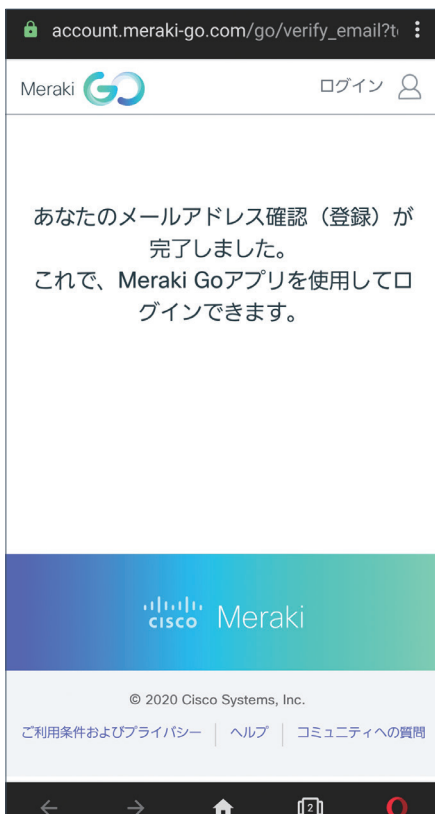 account.meraki-go.com/go/verify_email?t
Meraki GO
ログイン
あなたのメールアドレス確認（登録）が
完了しました。
これで、Meraki Goアプリを使用してロ
グインできます。
cisco Meraki
© 2020 Cisco Systems, Inc.
ご利用条件およびプライバシー ヘルプ コミュニティへの質問
2